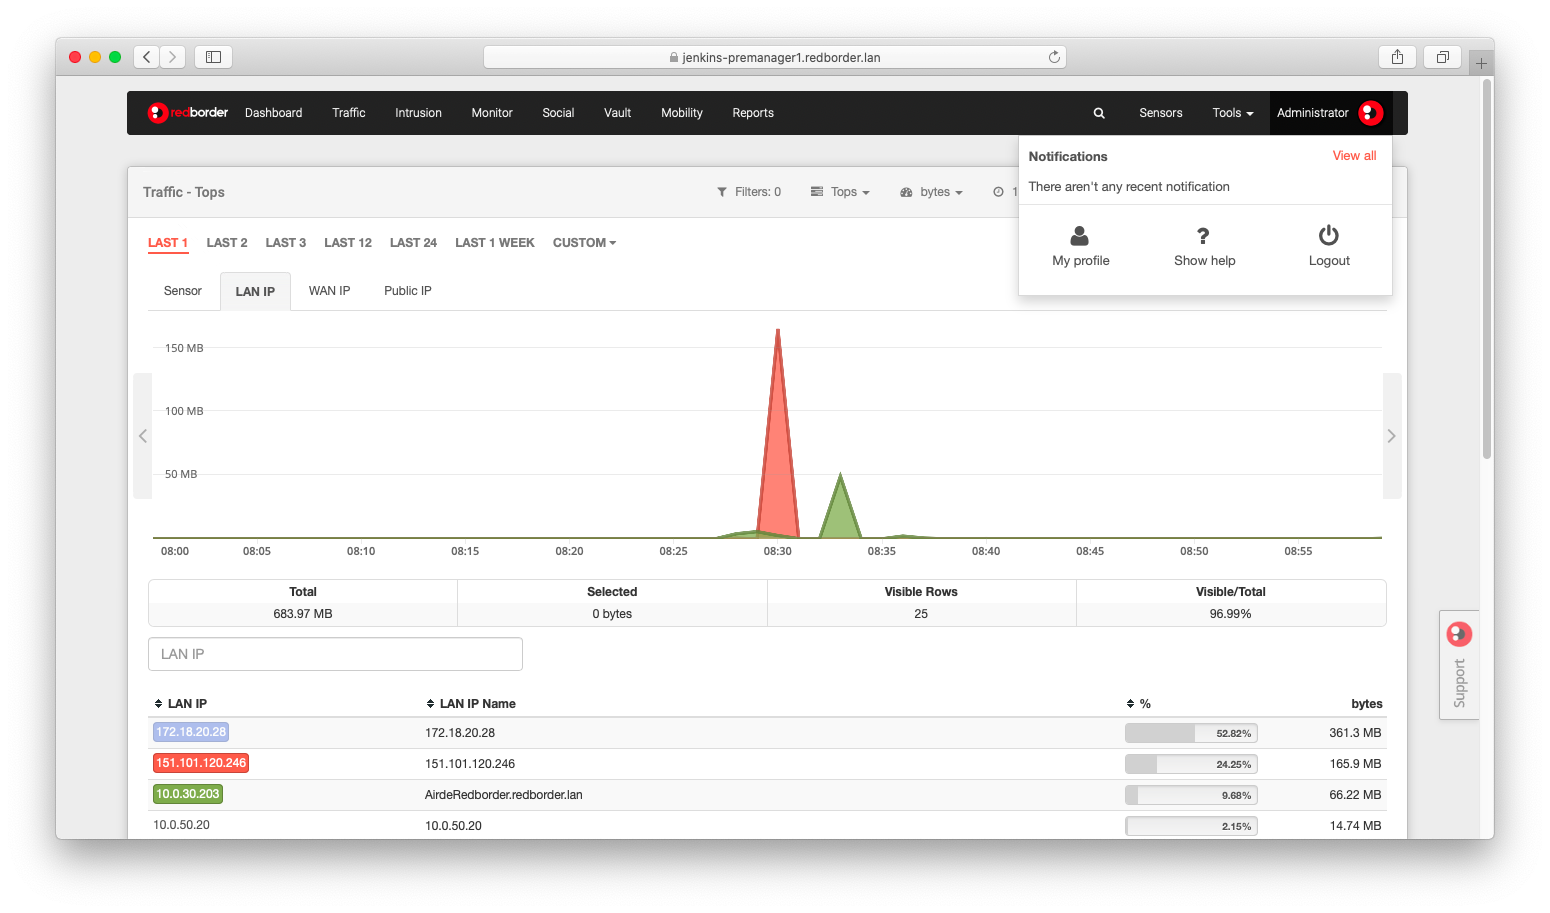 jenkins-premanager1.redborder.lan
redborder Dashboard Traffic Intrusion Monitor Social Vault Mobility Reports Sensors Tools Administrator
Notifications View all
There aren't any recent notification
My profile Show help Logout
Traffic - Tops Filters: 0 Tops bytes 1
LAST 1 LAST 2 LAST 3 LAST 12 LAST 24 LAST 1 WEEK CUSTOM
Sensor LAN IP WAN IP Public IP
150 MB
100 MB
50 MB
08:00 08:05 08:10 08:15 08:20 08:25 08:30 08:35 08:40 08:45 08:50 08:55
Total Selected Visible Rows Visible/Total
683.97 MB 0 bytes 25 96.99%
LAN IP
Support
LAN IP LAN IP Name % bytes
172.18.20.28 172.18.20.28 52.82% 361.3 MB
151.101.120.246 151.101.120.246 24.25% 165.9 MB
10.0.30.203 AirdeRedborder.redborder.lan 9.68% 66.22 MB
10.0.50.20 10.0.50.20 2.15% 14.74 MB